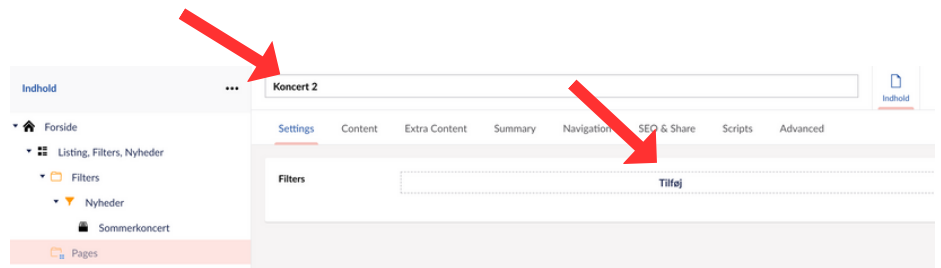 Indhold
•••
Koncert 2
Indhold
Forside
Listing, Filters, Nyheder
Filters
Nyheder
Sommerkoncert
Pages
Settings Content Extra Content Summary Navigation SEO & Share Scripts Advanced
Filters
Tilføj